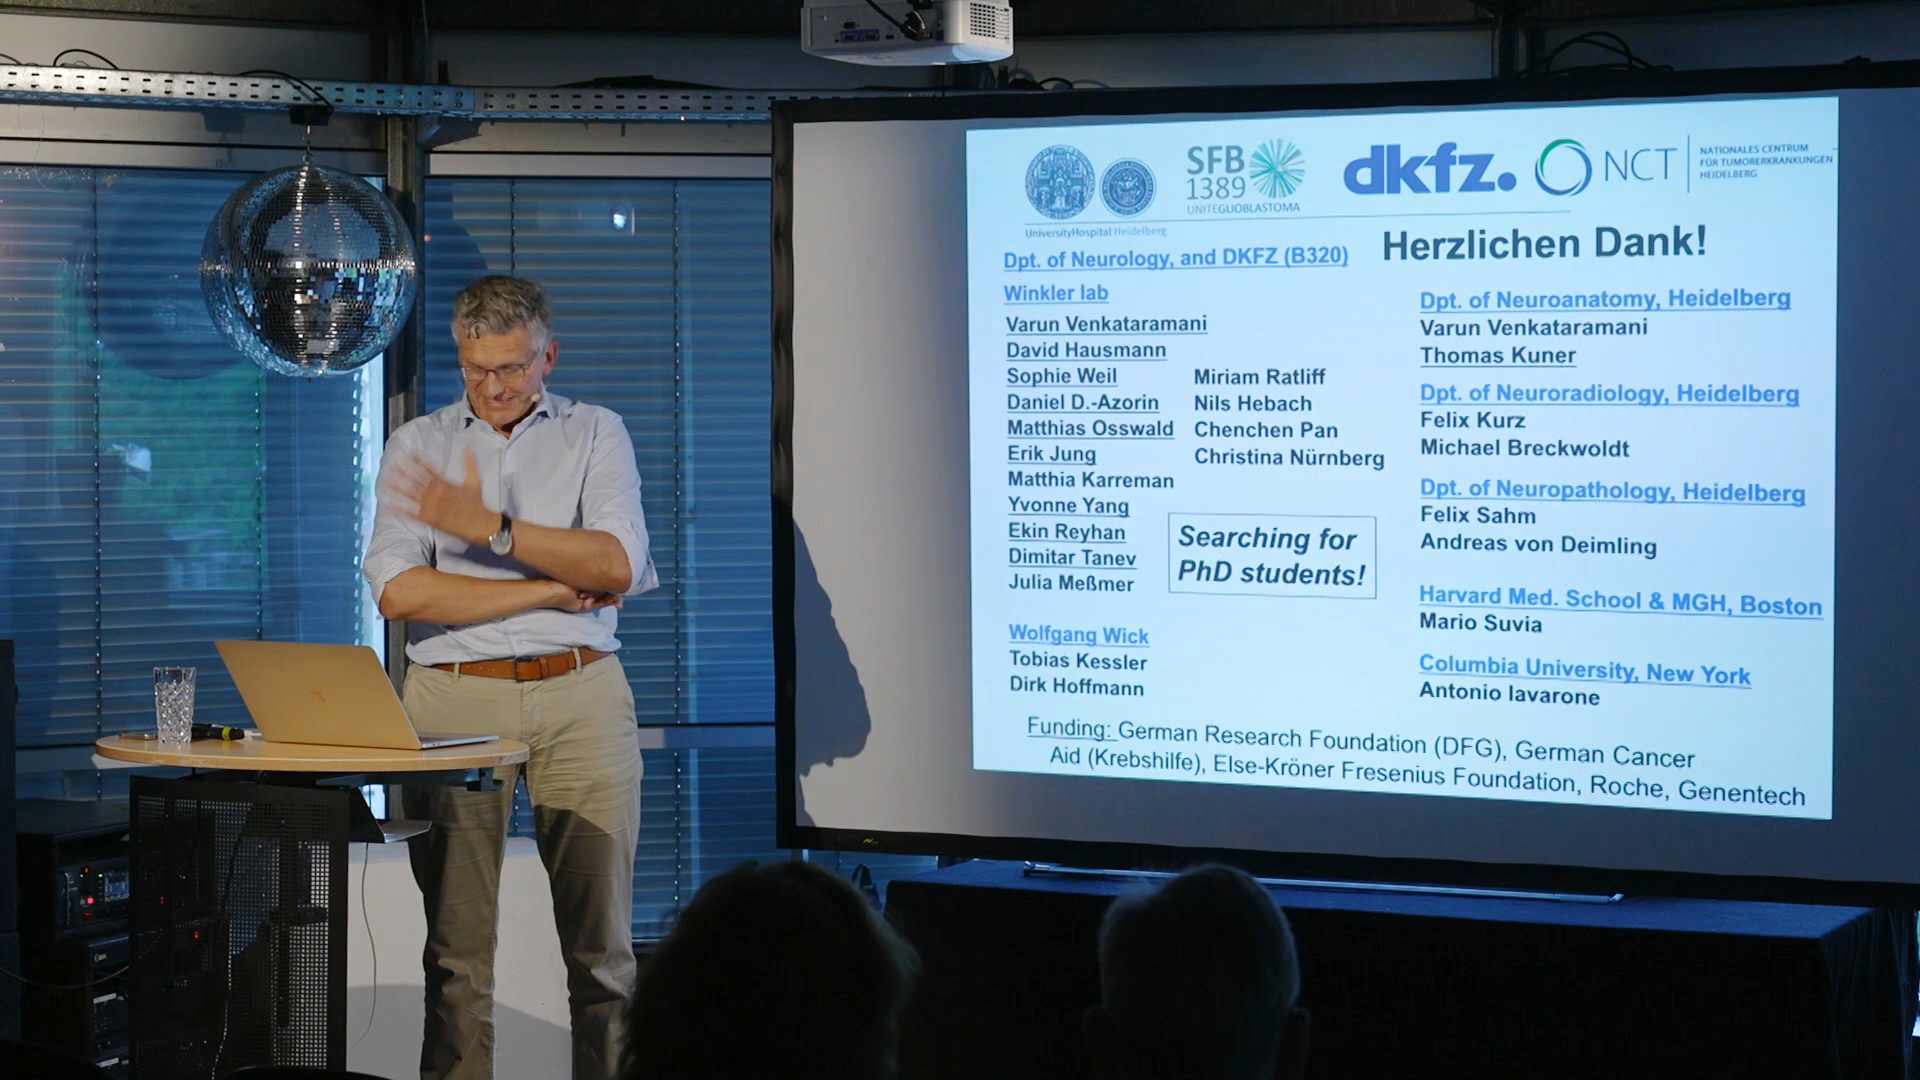 SFB
1389
UNITEGLIOBLASTOMA
dkfz.
NCT
NATIONALES CENTRUM
FÜR TUMORERKRANKUNGEN
HEIDELBERG
UniversityHospital Heidelberg
Herzlichen Dank!
Dpt. of Neurology, and DKFZ (B320)
Winkler lab
Varun Venkataramani
David Hausmann
Sophie Weil
Daniel D.-Azorin
Matthias Osswald
Erik Jung
Matthia Karreman
Yvonne Yang
Ekin Reyhan
Dimitar Tanev
Julia Meßmer
Miriam Ratliff
Nils Hebach
Chenchen Pan
Christina Nürnberg
Searching for
PhD students!
Wolfgang Wick
Tobias Kessler
Dirk Hoffmann
Dpt. of Neuroanatomy, Heidelberg
Varun Venkataramani
Thomas Kuner
Dpt. of Neuroradiology, Heidelberg
Felix Kurz
Michael Breckwoldt
Dpt. of Neuropathology, Heidelberg
Felix Sahm
Andreas von Deimling
Harvard Med. School & MGH, Boston
Mario Suvia
Columbia University, New York
Antonio Iavarone
Funding: German Research Foundation (DFG), German Cancer
Aid (Krebshilfe), Else-Kröner Fresenius Foundation, Roche, Genentech